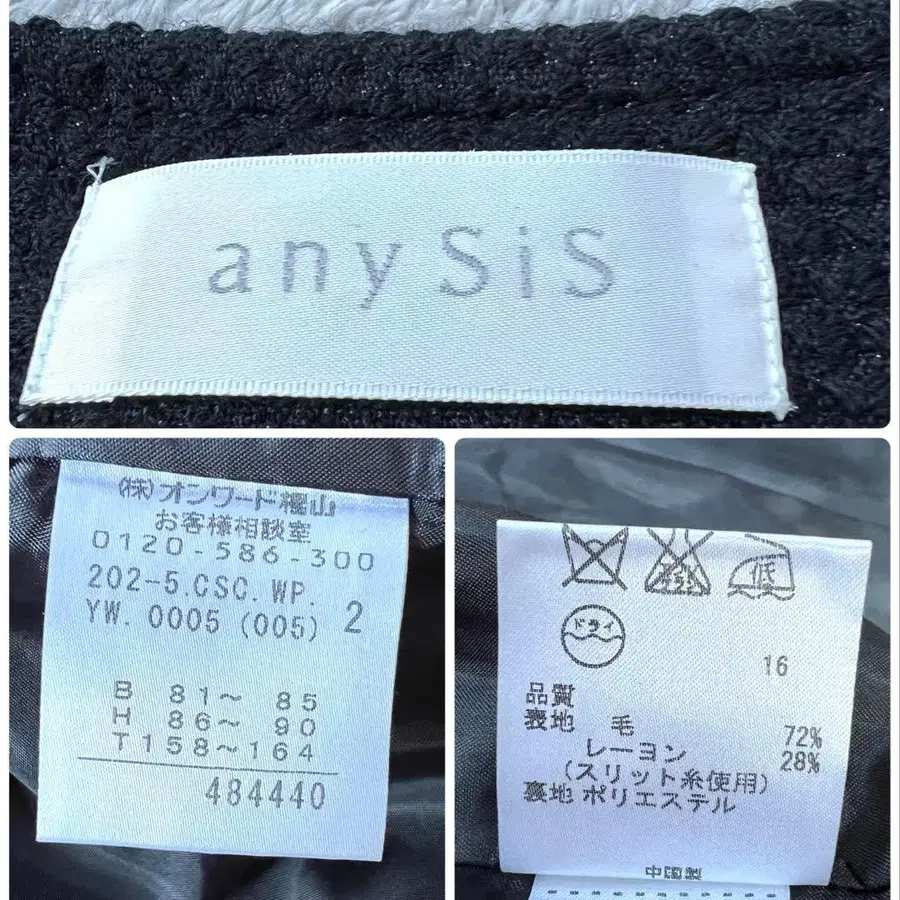 any SiS
(株)オンワード樫山
お客様相談室
0120-586-300
202-5.CSC.WP.
YW.0005 (005) 2
B 81～ 85
H 86～ 90
T158～164
484440
低
ドライ
16
品質
表地 毛 72%
レーヨン 28%
(スリット糸使用)
裏地 ポリエステル
中国製